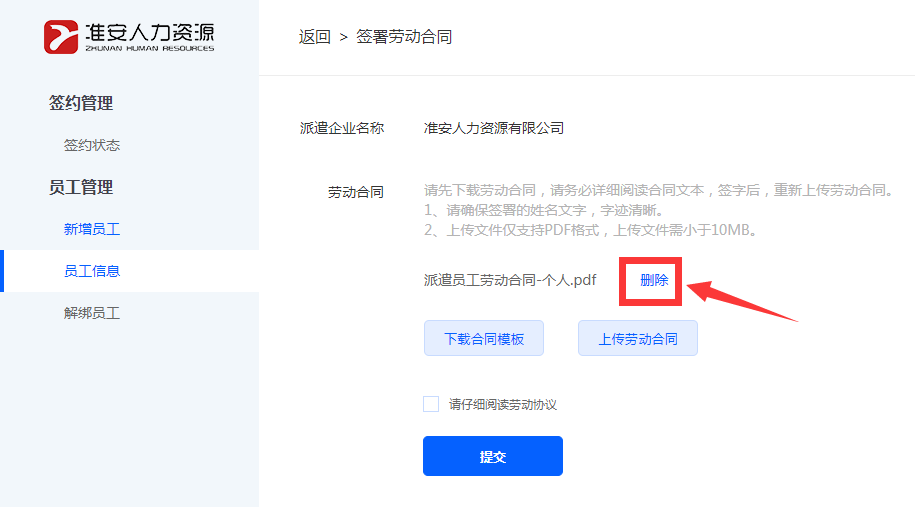 准安人力资源
ZHUNAN HUMAN RESOURCES
返回 > 签署劳动合同
签约管理
签约状态
员工管理
新增员工
员工信息
解绑员工
派遣企业名称 准安人力资源有限公司
劳动合同 请先下载劳动合同，请务必详细阅读合同文本，签字后，重新上传劳动合同。
1、请确保签署的姓名文字，字迹清晰。
2、上传文件仅支持PDF格式，上传文件需小于10MB。
派遣员工劳动合同-个人.pdf 删除
下载合同模板 上传劳动合同
请仔细阅读劳动协议
提交